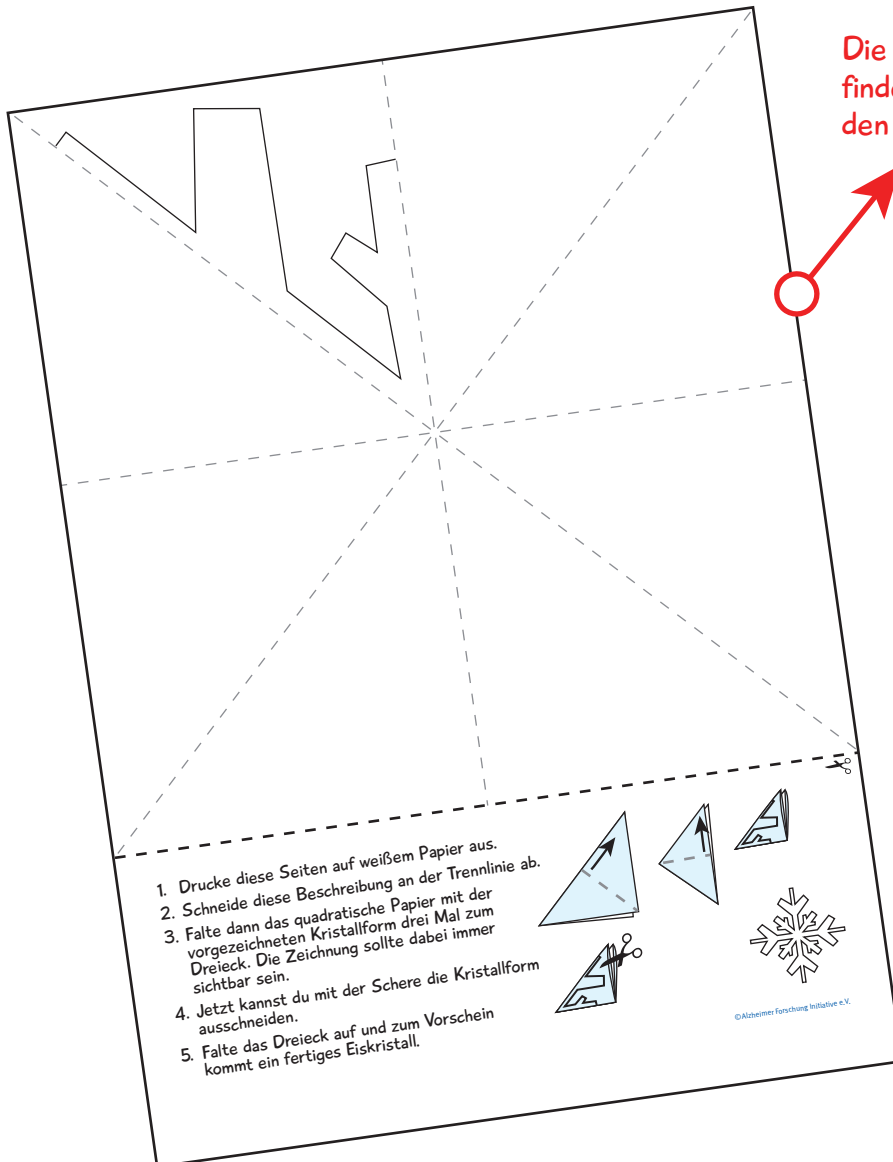 Die
finde
den
1. Drucke diese Seiten auf weißem Papier aus.
2. Schneide diese Beschreibung an der Trennlinie ab.
3. Falte dann das quadratische Papier mit der
vorgezeichneten Kristallform drei Mal zum
Dreieck. Die Zeichnung sollte dabei immer
sichtbar sein.
4. Jetzt kannst du mit der Schere die Kristallform
ausschneiden.
5. Falte das Dreieck auf und zum Vorschein
kommt ein fertiges Eiskristall.
©Alzheimer Forschung Initiative e.V.